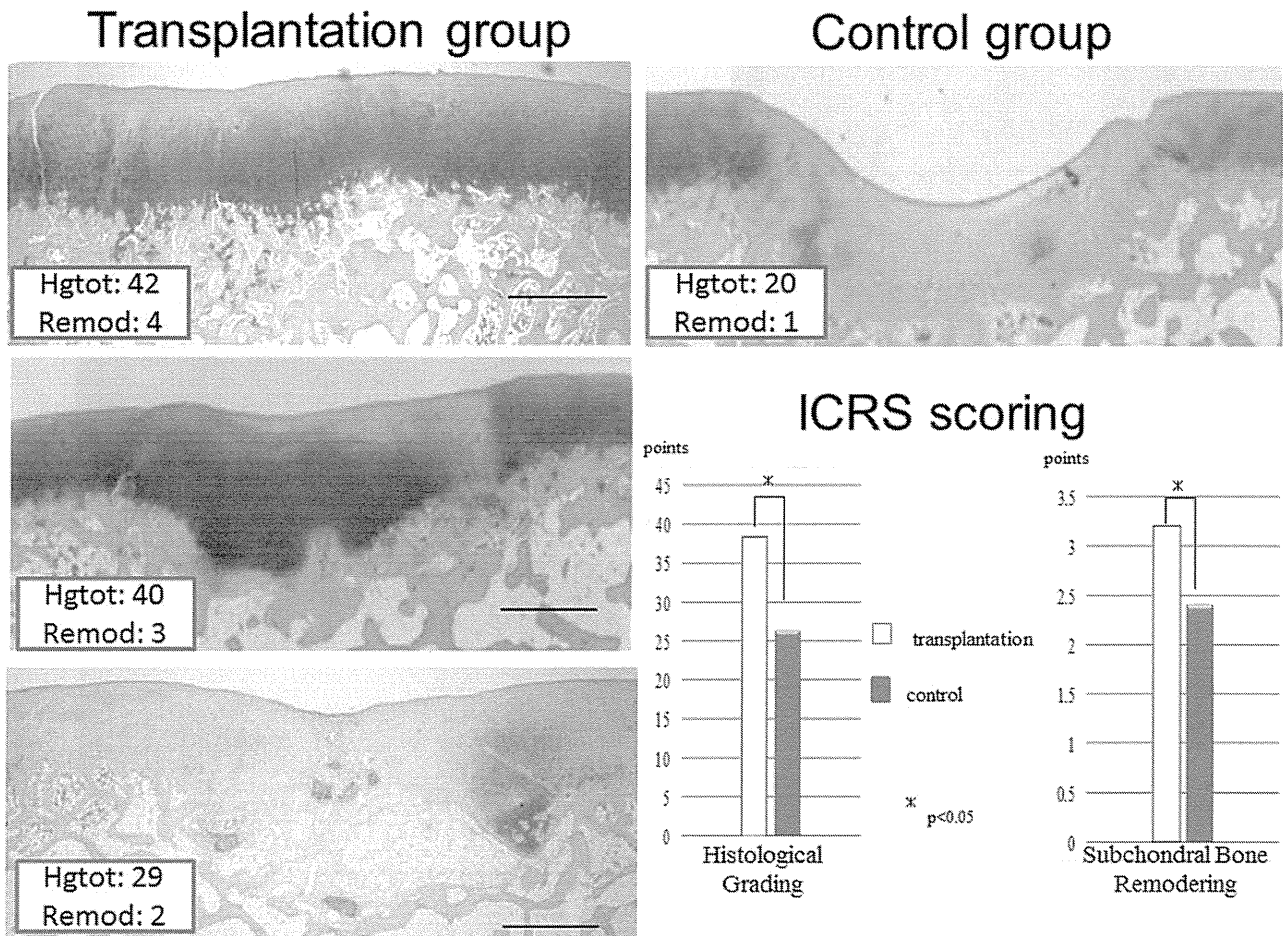 Transplantation group
Control group
Hgtot: 42
Remod: 4
Hgtot: 20
Remod: 1
Hgtot: 40
Remod: 3
Hgtot: 29
Remod: 2
ICRS scoring
points
45
40
35
30
25
20
15
10
5
0
*
Histological
Grading
transplantation
control
* p<0.05
points
3.5
3
2.5
2
1.5
1
0.5
0
*
Subchondral Bone
Remodering